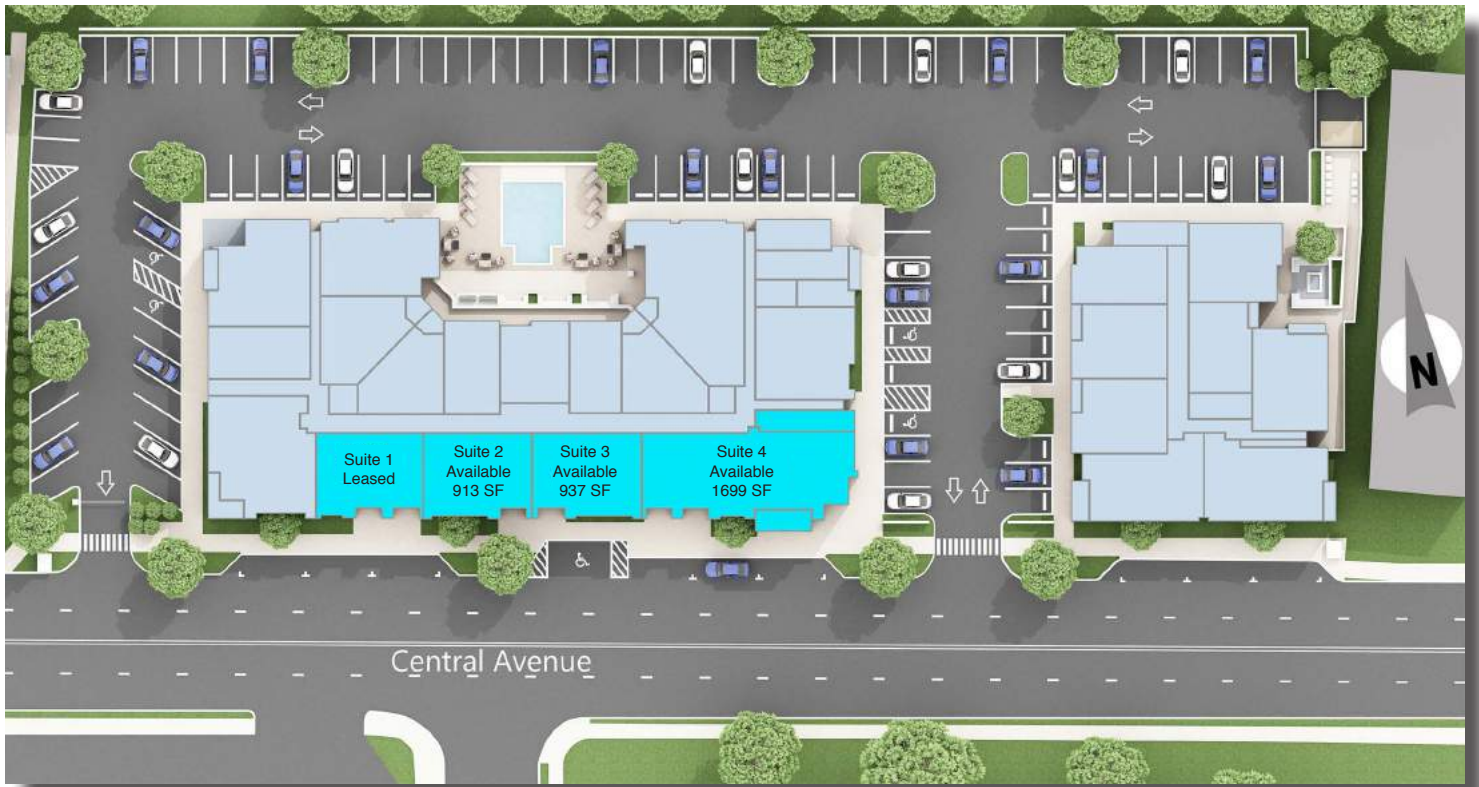 Suite 1
Leased
Suite 2
Available
913 SF
Suite 3
Available
937 SF
Suite 4
Available
1699 SF
N
Central Avenue